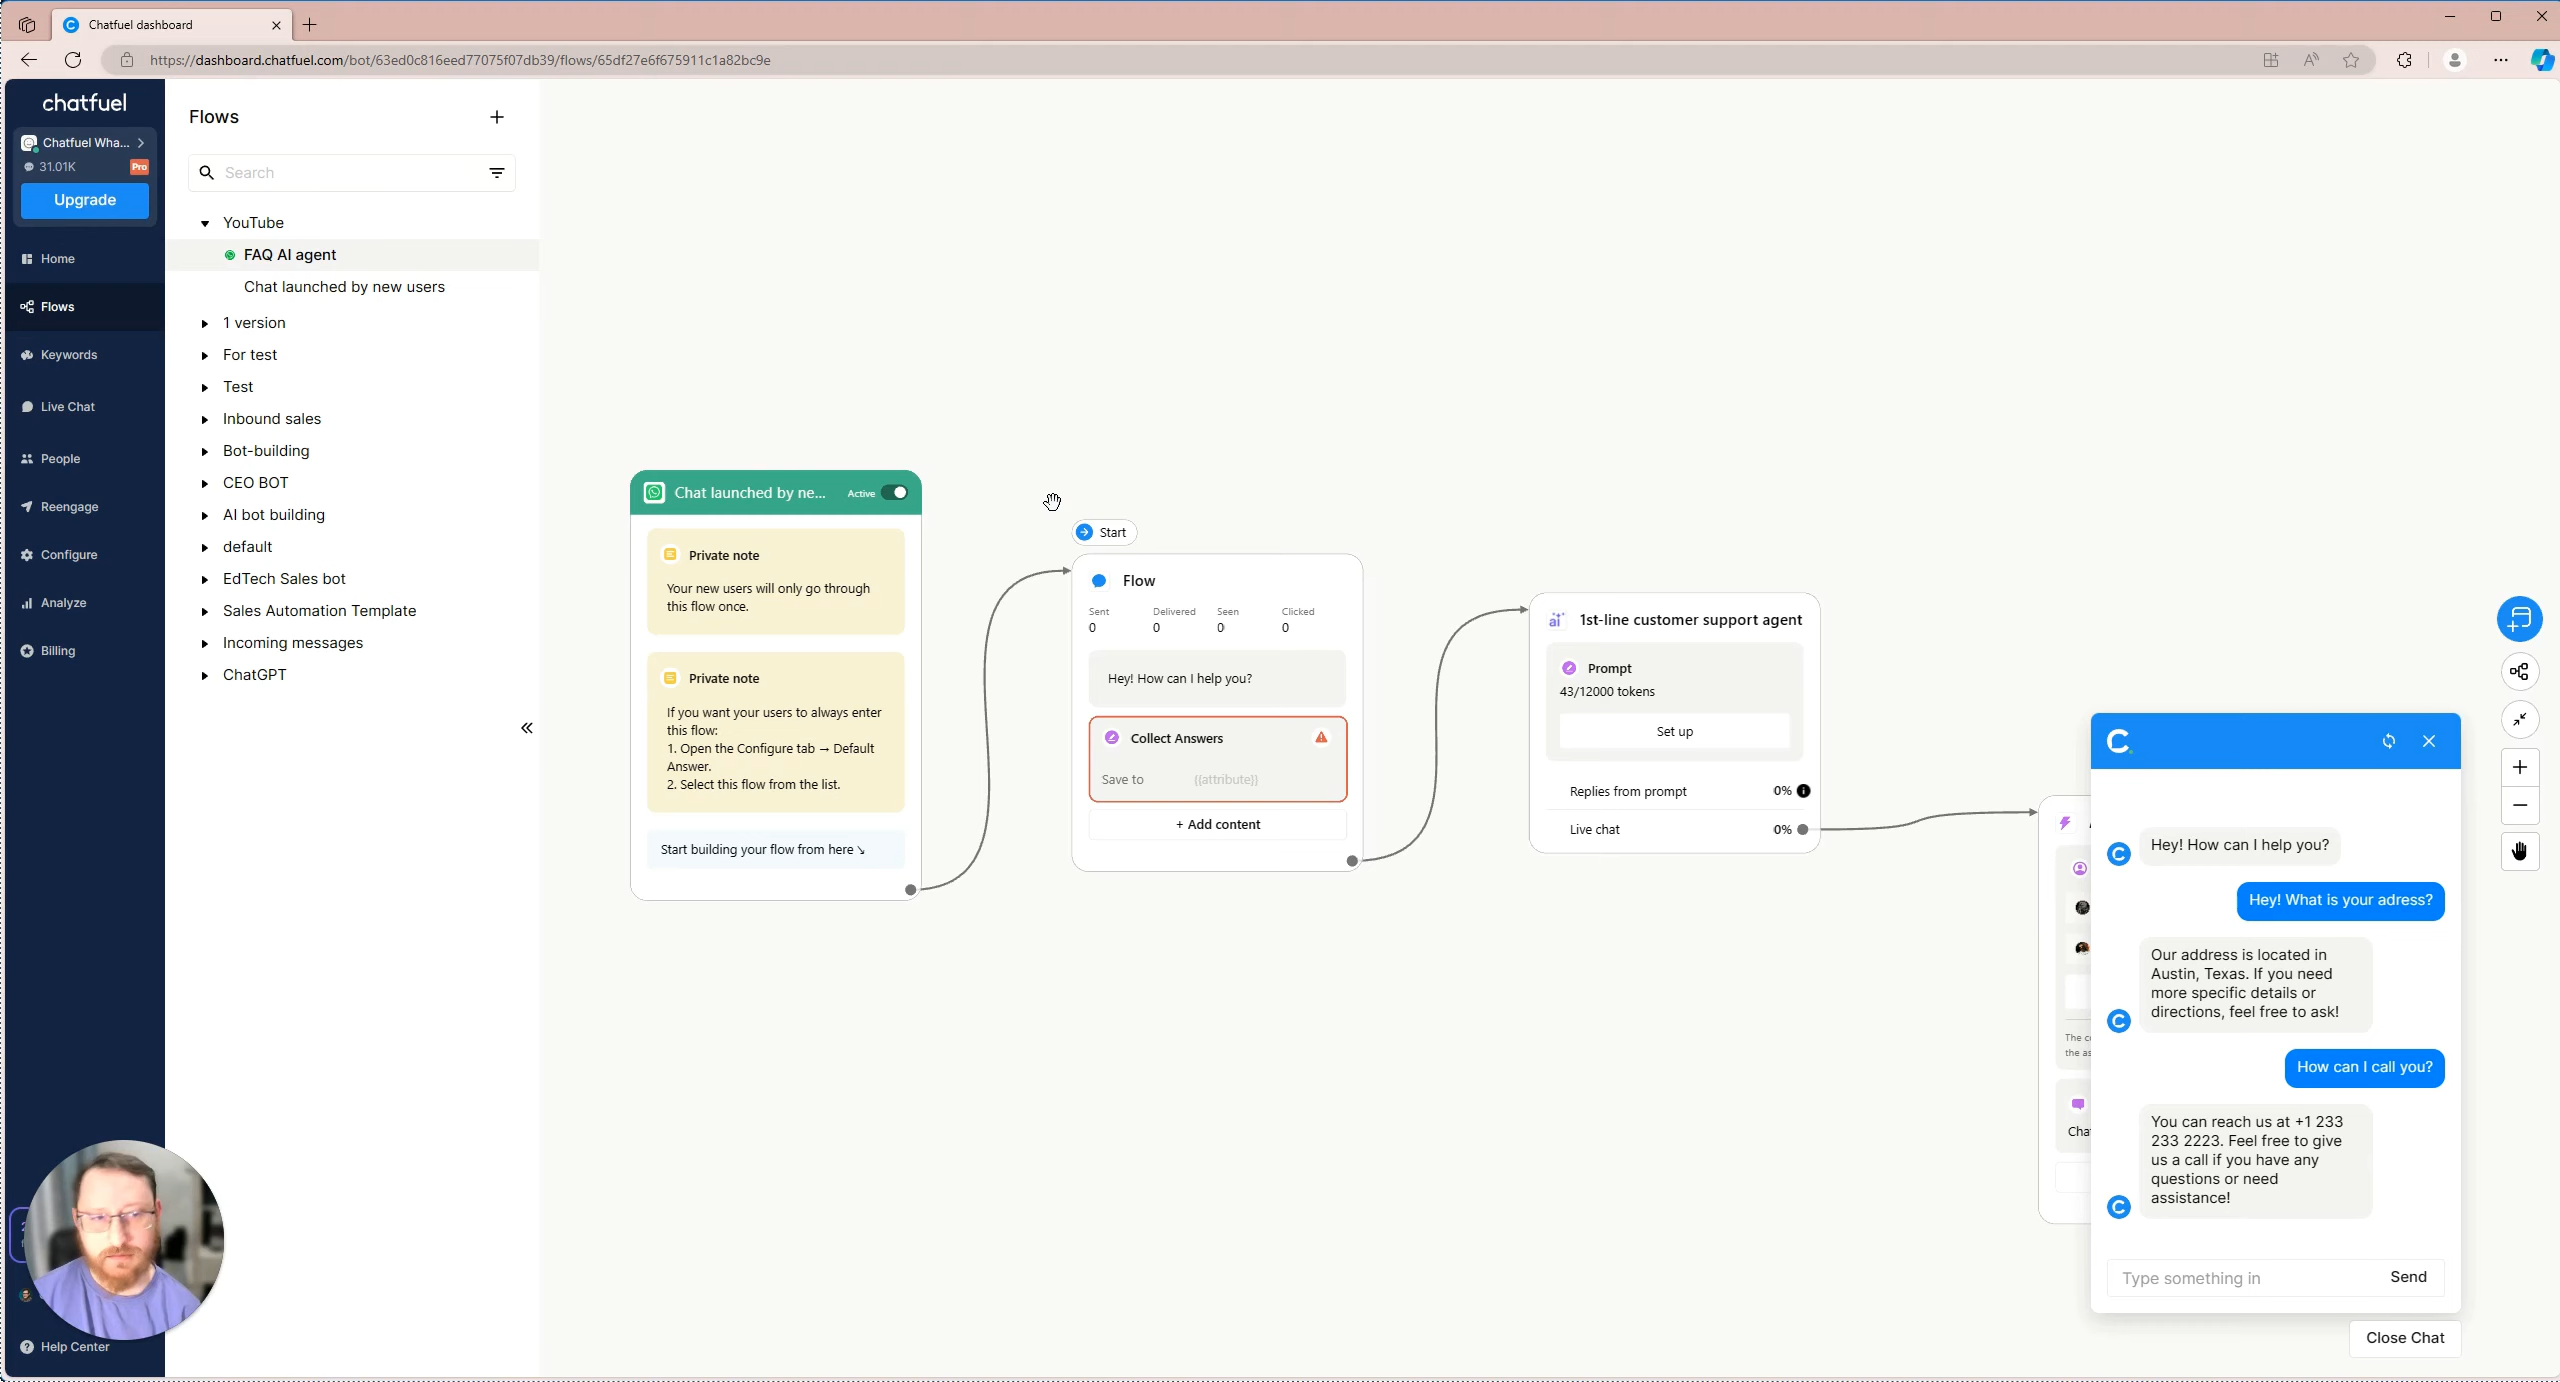 Chatfuel dashboard
https://dashboard.chatfuel.com/bot/63ed0c816eed77075f07db39/flows/65df27e6f675911c1a82bc9e
chatfuel
Chatfuel Wha...
31.01K
Pro
Upgrade
Home
Flows
Keywords
Live Chat
People
Reengage
Configure
Analyze
Billing
Help Center
Flows
Search
YouTube
FAQ AI agent
Chat launched by new users
1 version
For test
Test
Inbound sales
Bot-building
CEO BOT
AI bot building
default
EdTech Sales bot
Sales Automation Template
Incoming messages
ChatGPT
Chat launched by ne...
Active
Private note
Your new users will only go through
this flow once.
Private note
If you want your users to always enter
this flow:
1. Open the Configure tab → Default
Answer.
2. Select this flow from the list.
Start building your flow from here ↘
Start
Flow
Sent Delivered Seen Clicked
0 0 0 0
Hey! How can I help you?
Collect Answers
Save to {{attribute}}
+ Add content
ai 1st-line customer support agent
Prompt
43/12000 tokens
Set up
Replies from prompt 0%
Live chat 0%
Hey! How can I help you?
Hey! What is your adress?
Our address is located in
Austin, Texas. If you need
more specific details or
directions, feel free to ask!
How can I call you?
You can reach us at +1 233
233 2223. Feel free to give
us a call if you have any
questions or need
assistance!
Type something in
Send
Close Chat